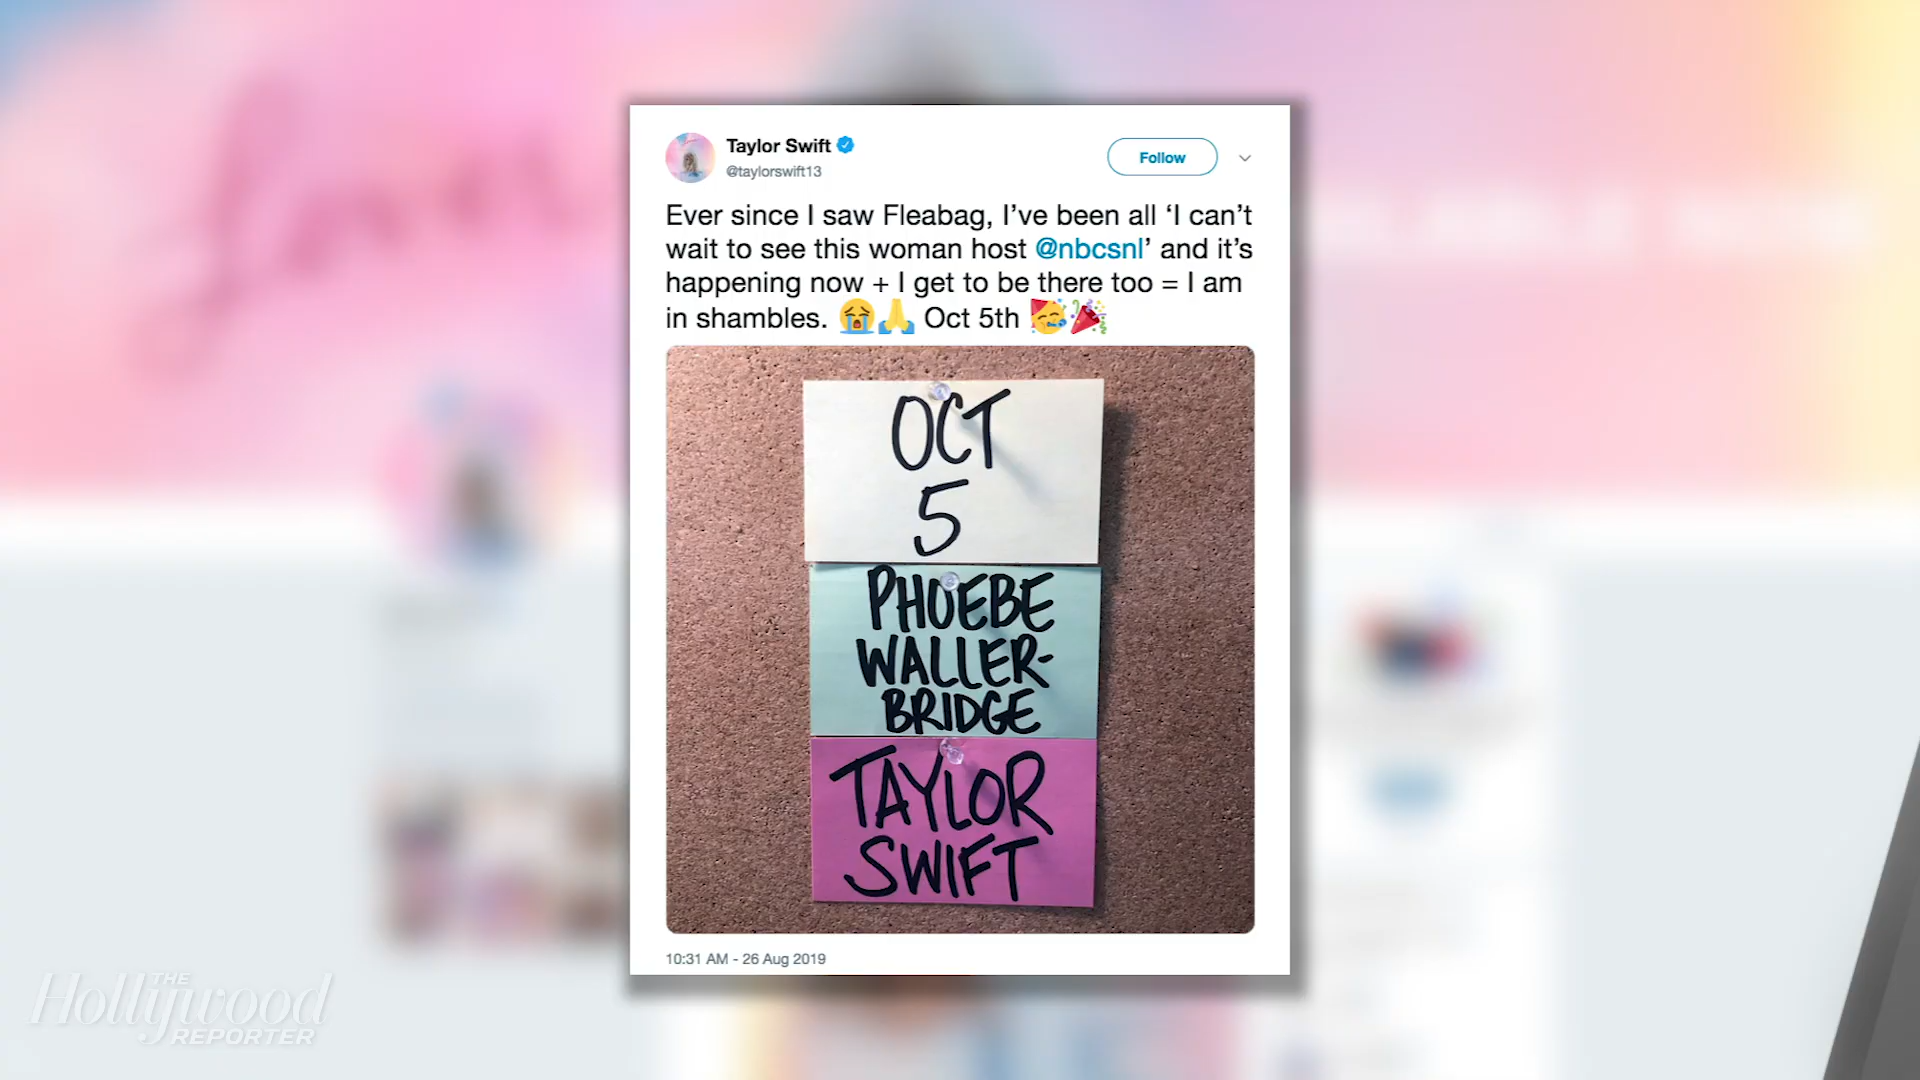 Lover
Taylor Swift
@taylorswift13
Follow
Ever since I saw Fleabag, I’ve been all ‘I can’t
wait to see this woman host @nbcsnl’ and it’s
happening now + I get to be there too = I am
in shambles. 😭🙏 Oct 5th 🥳🎉
OCT
5
PHOEBE
WALLER-
BRIDGE
TAYLOR
SWIFT
10:31 AM - 26 Aug 2019
THE
Hollywood
REPORTER